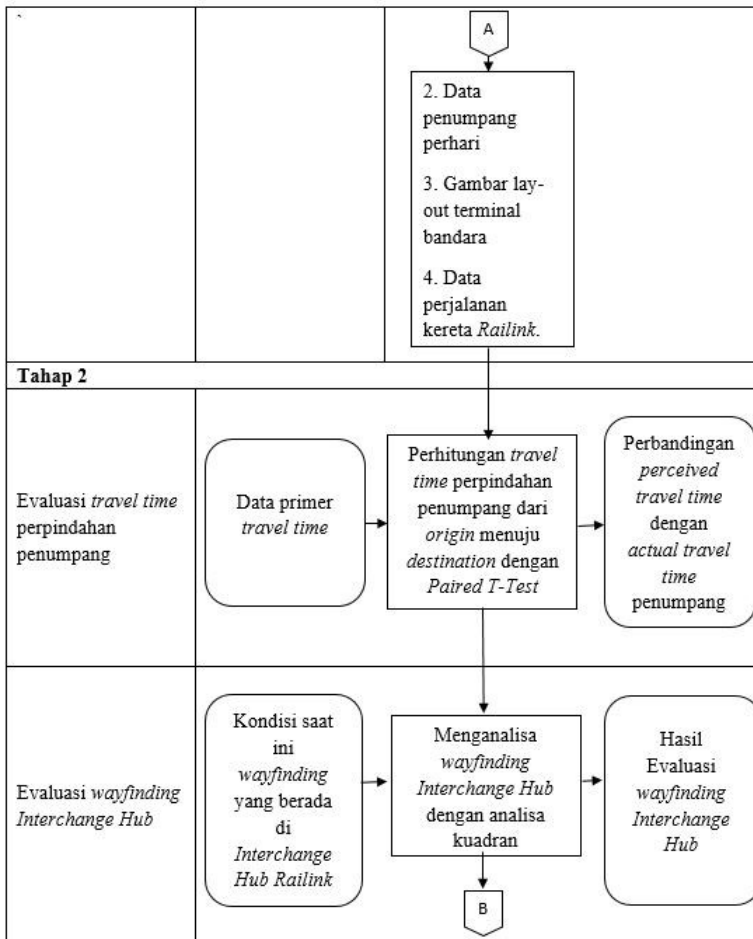 `
A
2. Data
penumpang
perhari
3. Gambar lay-
out terminal
bandara
4. Data
perjalanan
kereta Railink.
Tahap 2
Evaluasi travel time
perpindahan
penumpang
Data primer
travel time
Perhitungan travel
time perpindahan
penumpang dari
origin menuju
destination dengan
Paired T-Test
Perbandingan
perceived
travel time
dengan
actual travel
time
penumpang
Evaluasi wayfinding
Interchange Hub
Kondisi saat
ini
wayfinding
yang berada
di
Interchange
Hub Railink
Menganalisa
wayfinding
Interchange Hub
dengan analisa
kuadran
Hasil
Evaluasi
wayfinding
Interchange
Hub
B